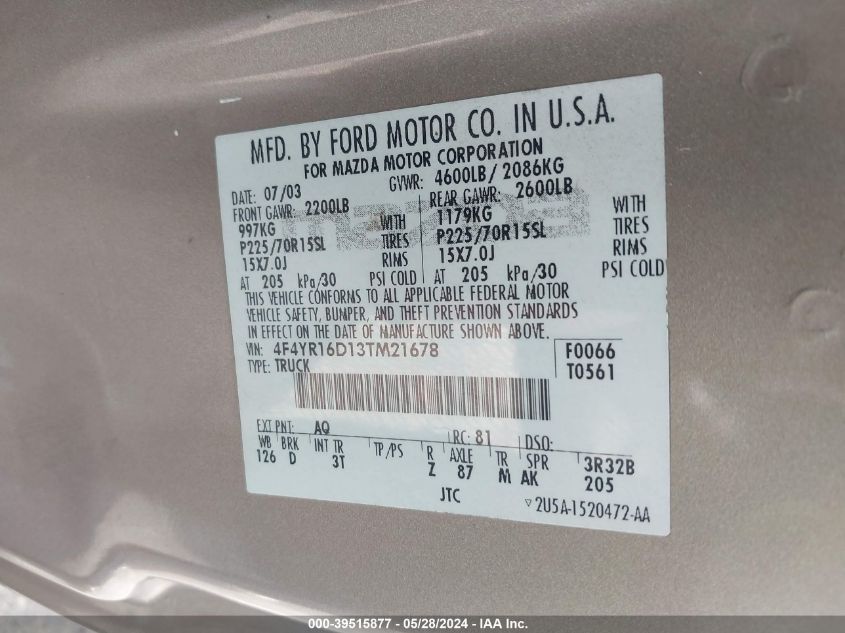 MFD. BY FORD MOTOR CO. IN U.S.A.
FOR MAZDA MOTOR CORPORATION
DATE: 07/03 GVWR: 4600LB/ 2086KG
FRONT GAWR: 2200LB REAR GAWR: 2600LB
997KG WITH 1179KG WITH
P225/70R15SL TIRES P225/70R15SL TIRES
15X7.0J RIMS 15X7.0J RIMS
AT 205 kPa/30 PSI COLD AT 205 kPa/30 PSI COLD
THIS VEHICLE CONFORMS TO ALL APPLICABLE FEDERAL MOTOR
VEHICLE SAFETY, BUMPER, AND THEFT PREVENTION STANDARDS
IN EFFECT ON THE DATE OF MANUFACTURE SHOWN ABOVE.
VIN: 4F4YR16D13TM21678 F0066
TYPE: TRUCK T0561
EXT PNT: AQ RC: 81 DSO:
WB BRK INT TR TP/PS R AXLE TR SPR 3R32B
126 D 3T Z 87 M AK 205
JTC ▽ 2U5A-1520472-AA
mazda
000-39515877 - 05/28/2024 - IAA Inc.